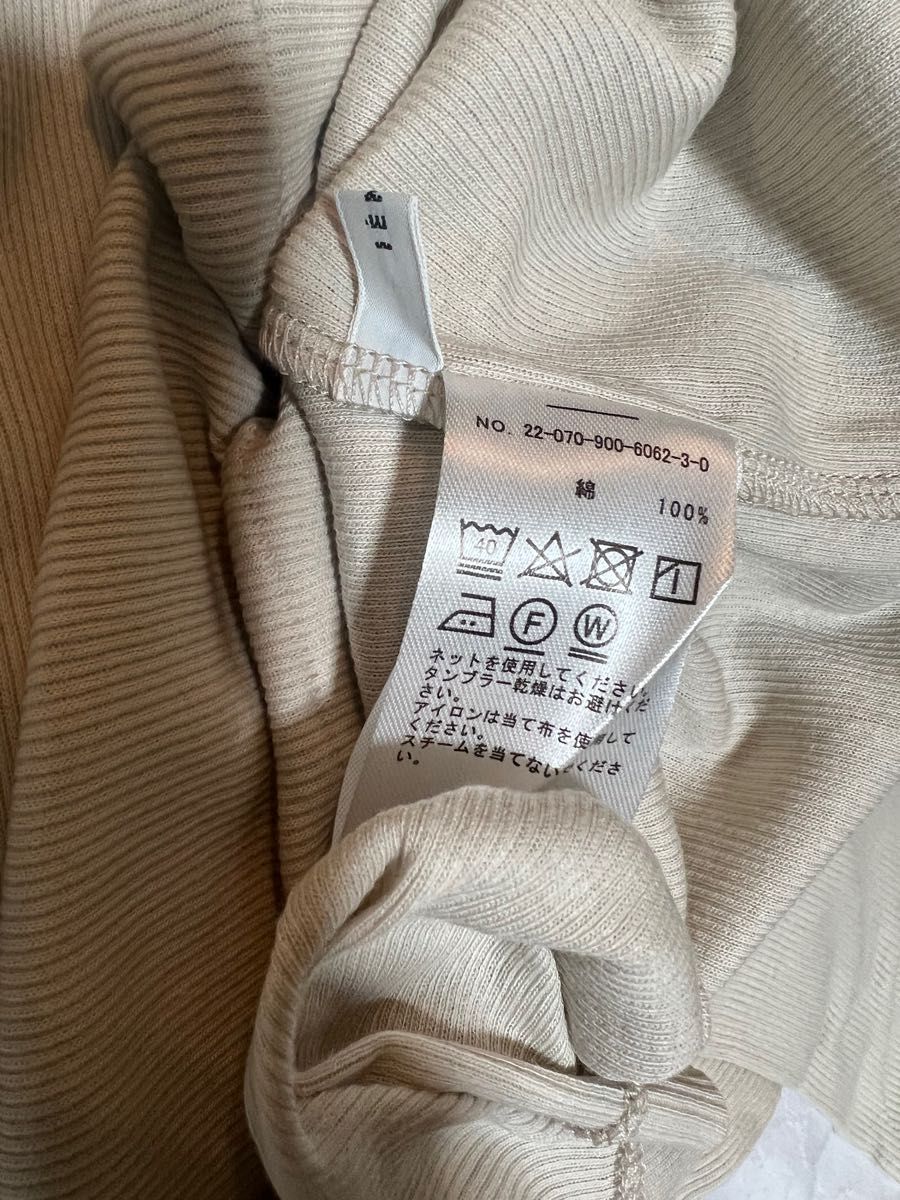 NO. 22-070-900-6062-3-0
綿
100%
40
F W
ネットを使用してください。
タンブラー乾燥はお避けくだ
さい。
アイロンは当て布を使用して
ください。
スチームを当てないでくださ
い。